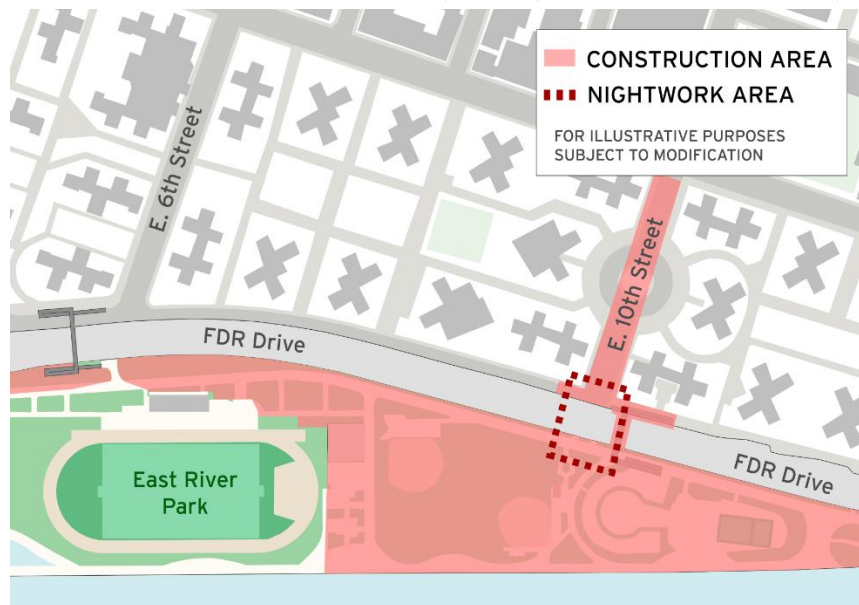 CONSTRUCTION AREA
NIGHTWORK AREA
FOR ILLUSTRATIVE PURPOSES
SUBJECT TO MODIFICATION
E. 6th Street
E. 10th Street
FDR Drive
FDR Drive
East River
Park